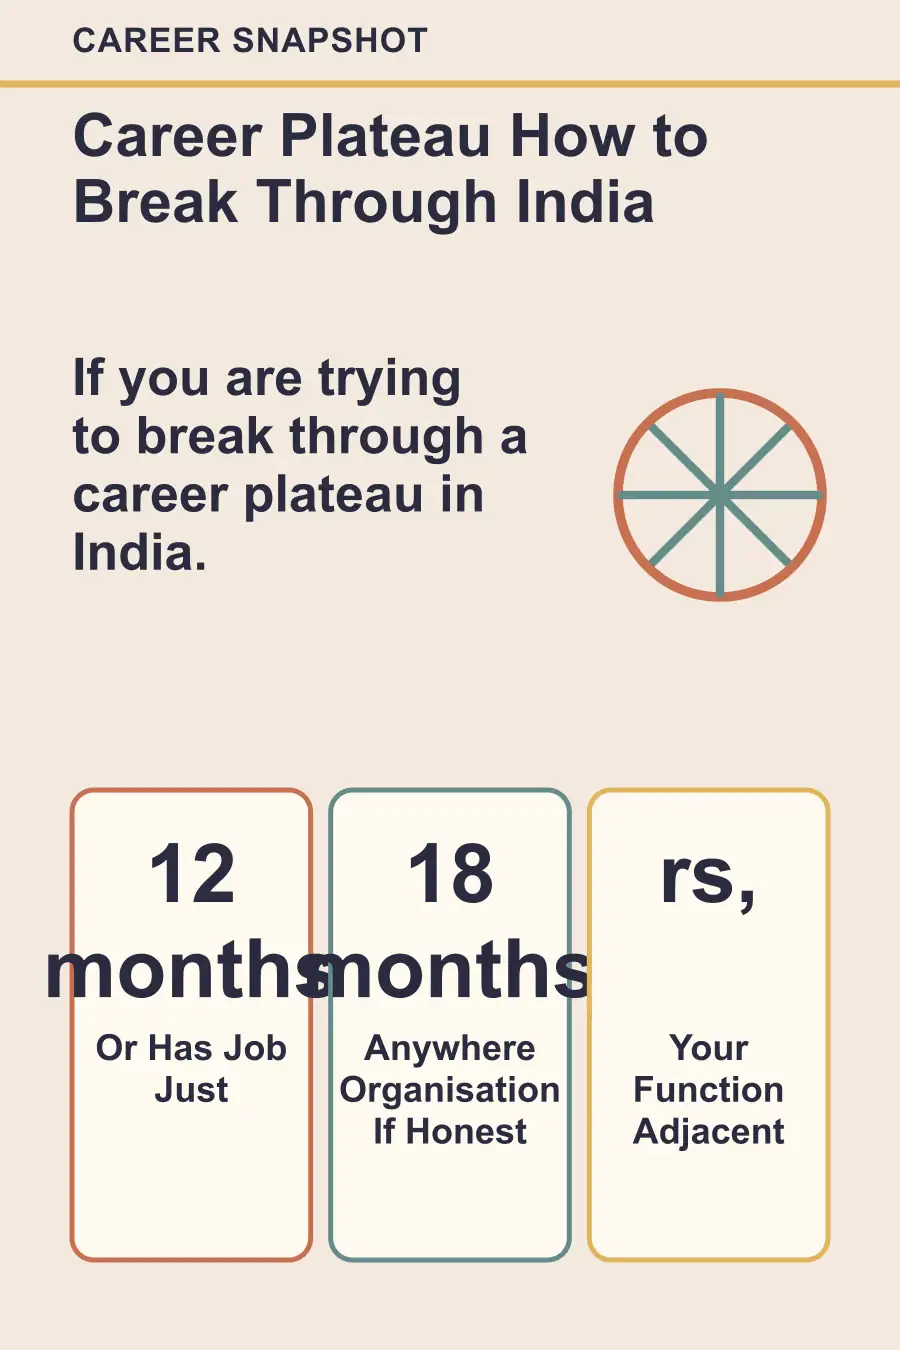 CAREER SNAPSHOT
Career Plateau How to
Break Through India
If you are trying
to break through a
career plateau in
India.
12
months
Or Has Job
Just
18
months
Anywhere
Organisation
If Honest
rs,
Your
Function
Adjacent